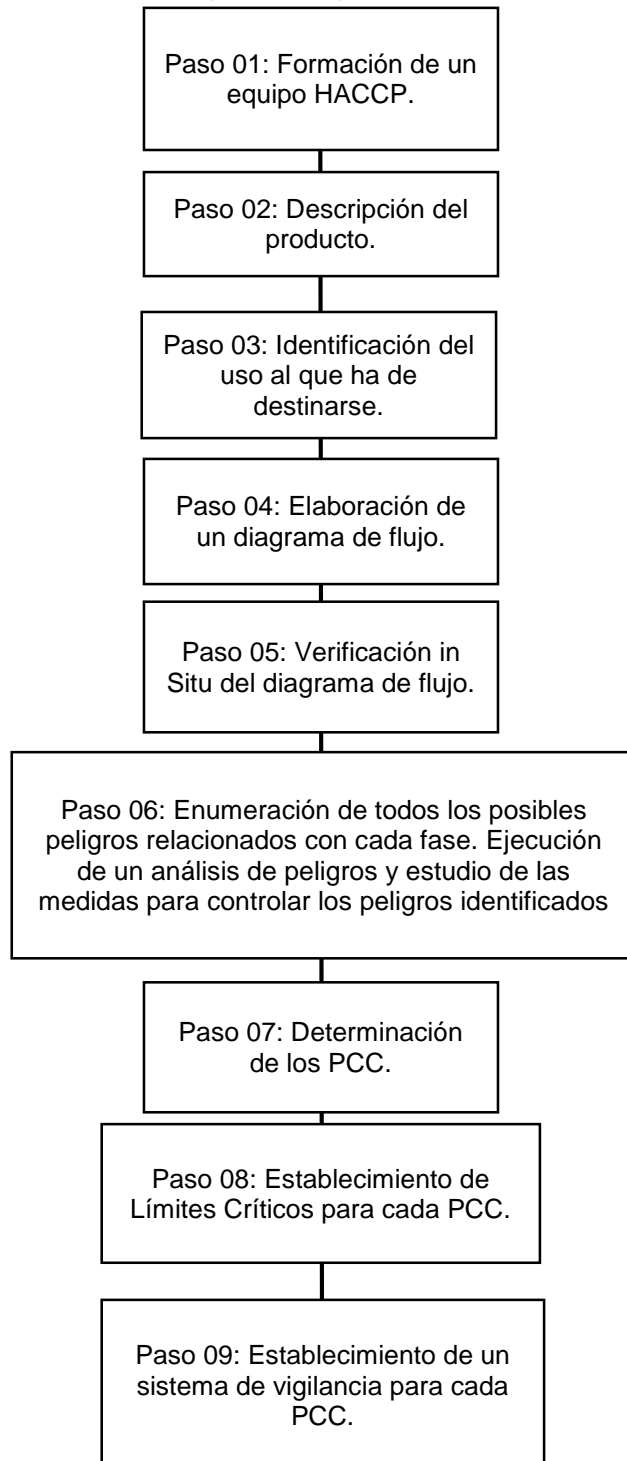 Paso 01: Formación de un
equipo HACCP.
Paso 02: Descripción del
producto.
Paso 03: Identificación del
uso al que ha de
destinarse.
Paso 04: Elaboración de
un diagrama de flujo.
Paso 05: Verificación in
Situ del diagrama de flujo.
Paso 06: Enumeración de todos los posibles
peligros relacionados con cada fase. Ejecución
de un análisis de peligros y estudio de las
medidas para controlar los peligros identificados
Paso 07: Determinación
de los PCC.
Paso 08: Establecimiento de
Límites Críticos para cada PCC.
Paso 09: Establecimiento de un
sistema de vigilancia para cada
PCC.